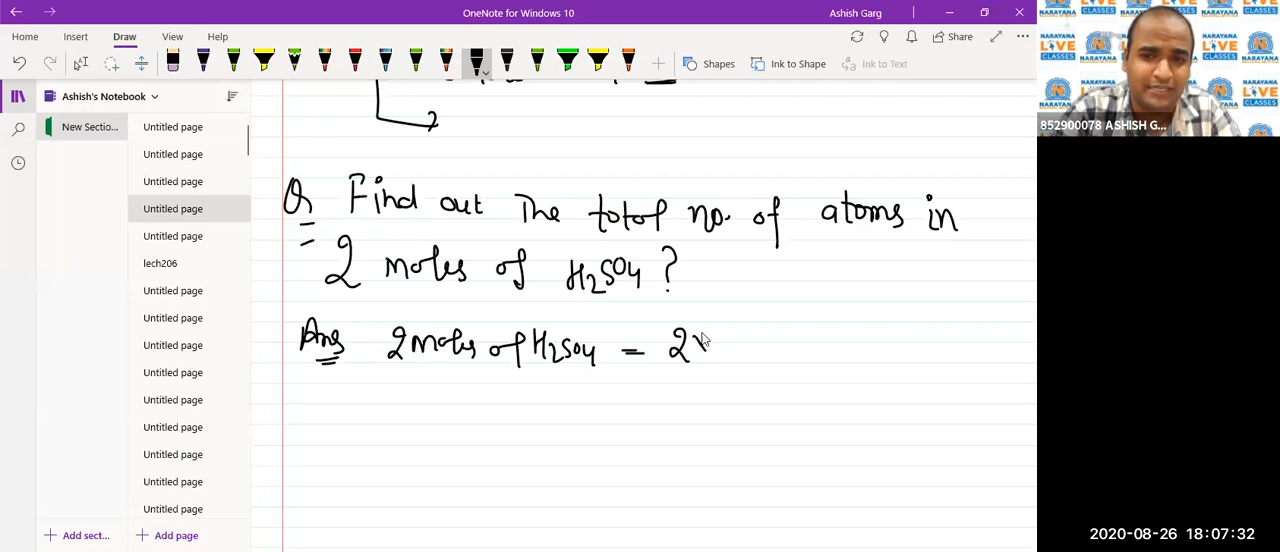 OneNote for Windows 10
Ashish Garg
Home Insert Draw View Help
Share
Shapes
Ink to Shape
Ink to Text
Ashish's Notebook
New Sectio...
Untitled page
Untitled page
Untitled page
Untitled page
Untitled page
lech206
Untitled page
Untitled page
Untitled page
Untitled page
Untitled page
Untitled page
Untitled page
Untitled page
Untitled page
Add sect...
Add page
Q Find out The total no. of atoms in
2 moles of H2SO4?
Ans 2 moles of H2SO4 = 2
NARAYANA
LIVE
CLASSES
852900078 ASHISH G...
2020-08-26 18:07:32